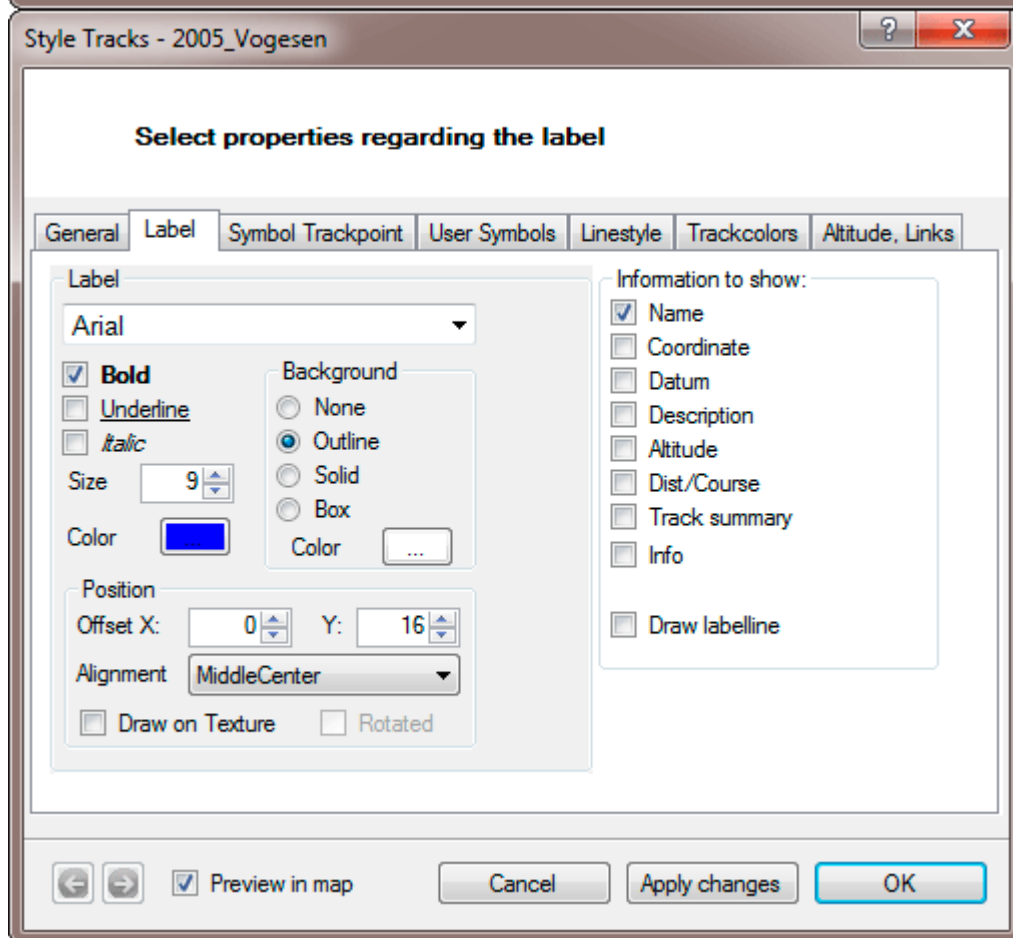 Style Tracks - 2005_Vogesen
?
Select properties regarding the label
General Label Symbol Trackpoint User Symbols Linestyle Trackcolors Altitude, Links
Label
Arial
Bold
Underline
Italic
Size 9
Color ...
Background
None
Outline
Solid
Box
Color ...
Position
Offset X: 0 Y: 16
Alignment MiddleCenter
Draw on Texture Rotated
Information to show:
Name
Coordinate
Datum
Description
Altitude
Dist/Course
Track summary
Info
Draw labelline
Preview in map Cancel Apply changes OK